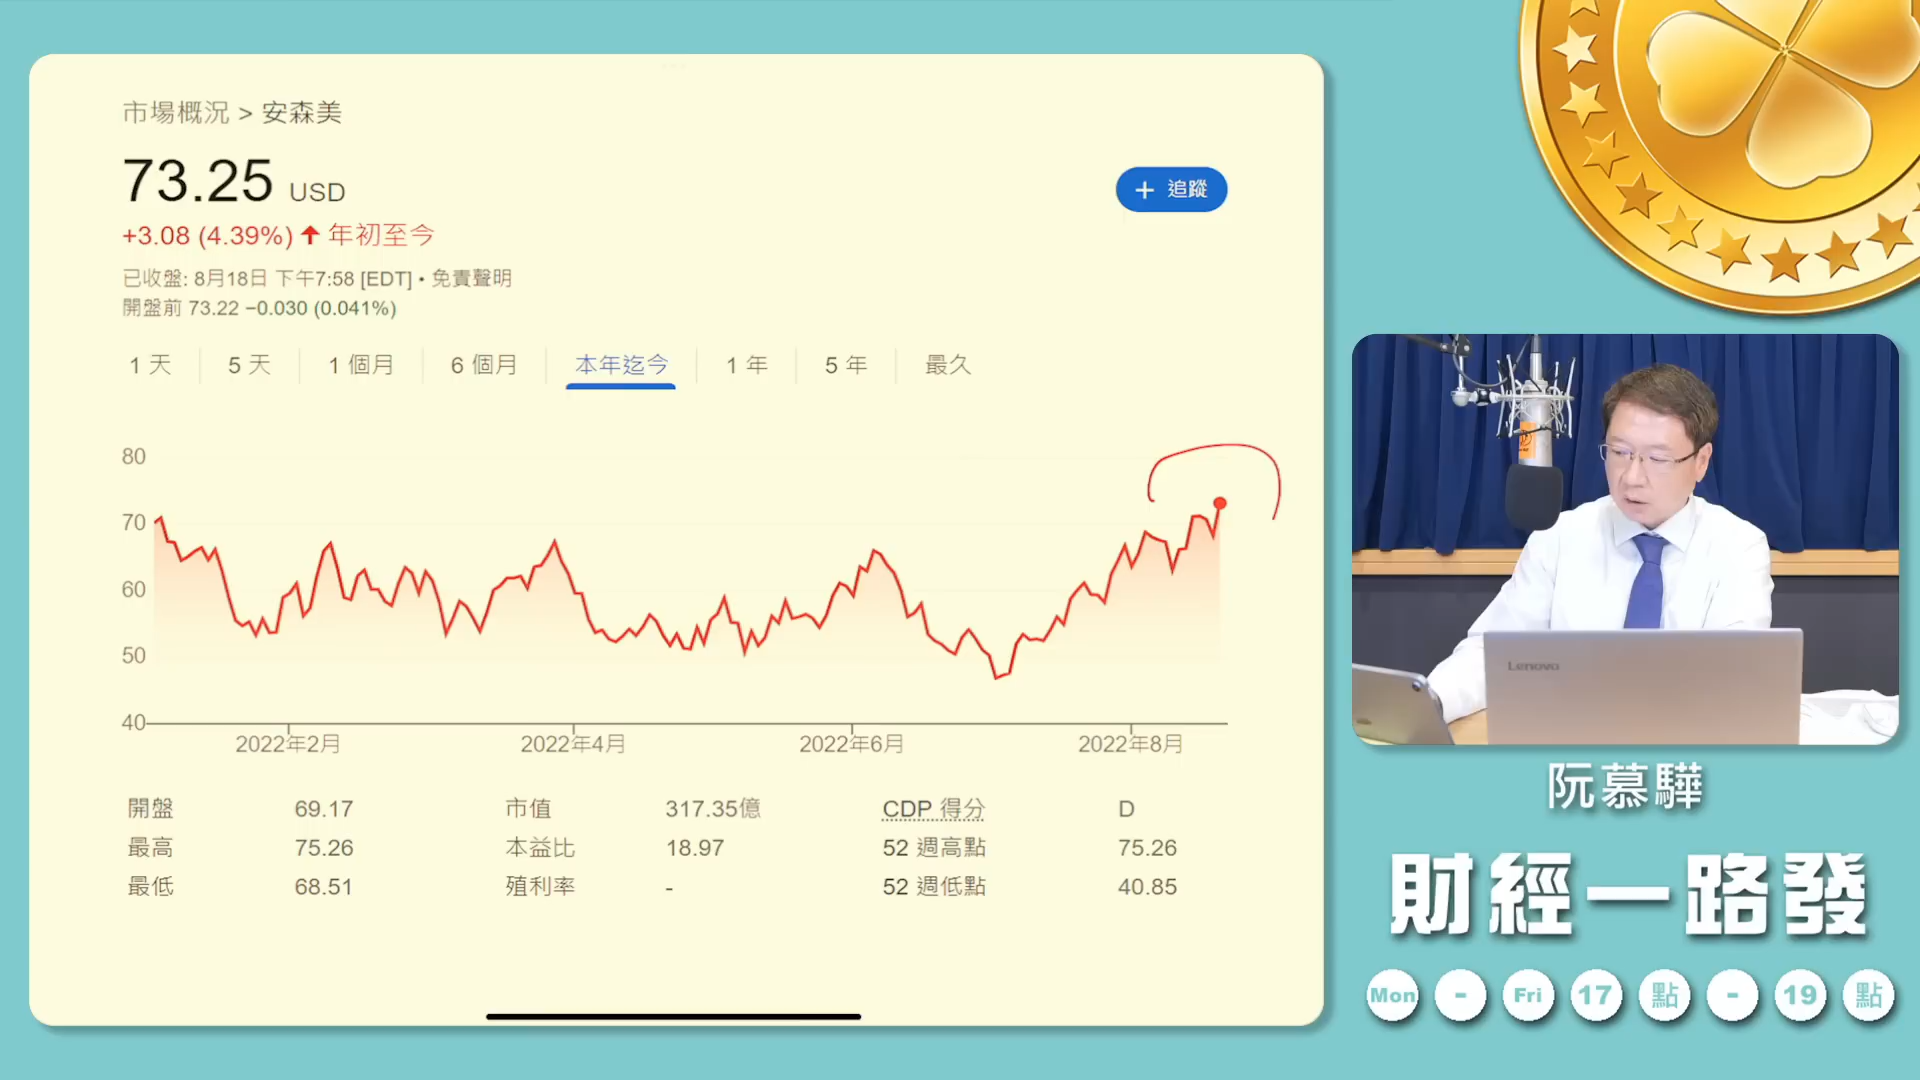 市場概況 > 安森美
73.25 USD
+ 追蹤
+3.08 (4.39%) ↑ 年初至今
已收盤: 8月18日 下午7:58 [EDT] • 免責聲明
開盤前 73.22 −0.030 (0.041%)
1 天 5 天 1 個月 6 個月 本年迄今 1 年 5 年 最久
80
70
60
50
40
2022年2月 2022年4月 2022年6月 2022年8月
開盤 69.17 市值 317.35億 CDP 得分 D
最高 75.26 本益比 18.97 52 週高點 75.26
最低 68.51 殖利率 - 52 週低點 40.85
Lenovo
阮慕驊
財經一路發
Mon - Fri 17 點 - 19 點